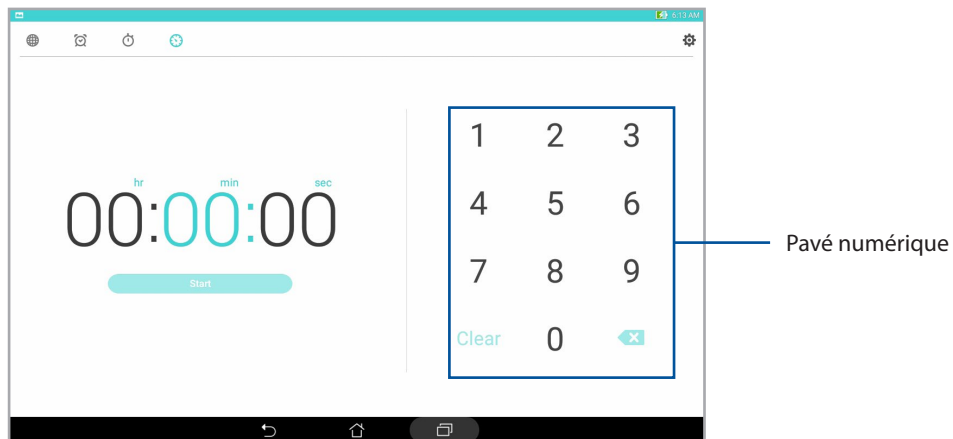 6:13 AM
hr min sec
00:00:00
Start
1 2 3
4 5 6
7 8 9
Clear 0
Pavé numérique